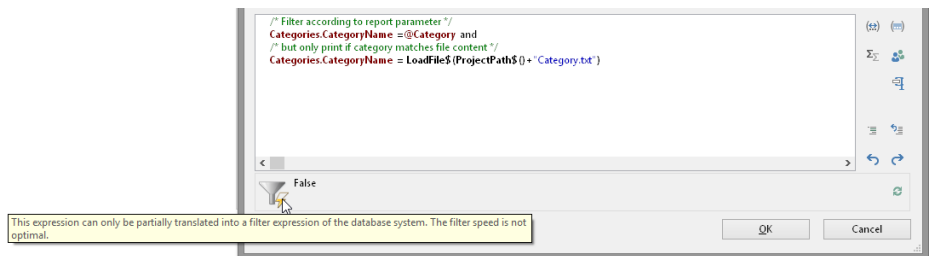 /* Filter according to report parameter */
Categories.CategoryName =@Category and
/* but only print if category matches file content */
Categories.CategoryName = LoadFile$(ProjectPath$()+"Category.txt")
False
This expression can only be partially translated into a filter expression of the database system. The filter speed is not
optimal.
OK
Cancel